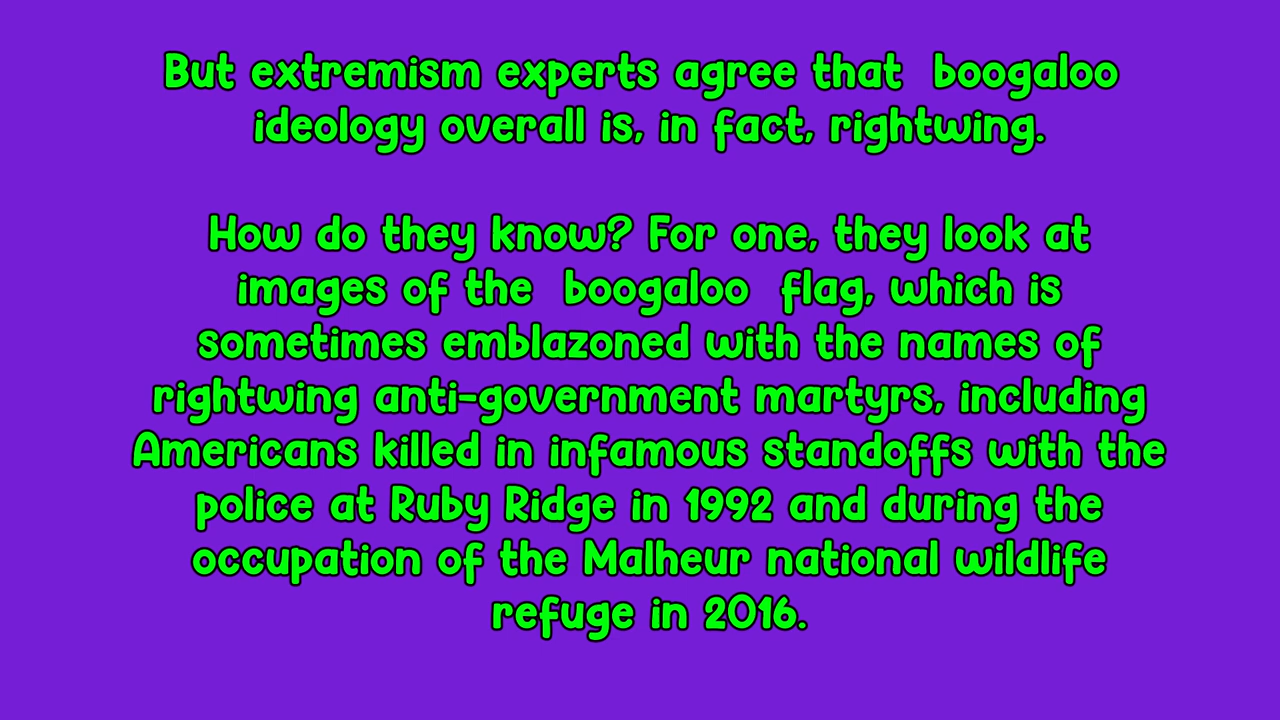 But extremism experts agree that  boogaloo
ideology overall is, in fact, rightwing.
How do they know? For one, they look at
images of the  boogaloo  flag, which is
sometimes emblazoned with the names of
rightwing anti-government martyrs, including
Americans killed in infamous standoffs with the
police at Ruby Ridge in 1992 and during the
occupation of the Malheur national wildlife
refuge in 2016.